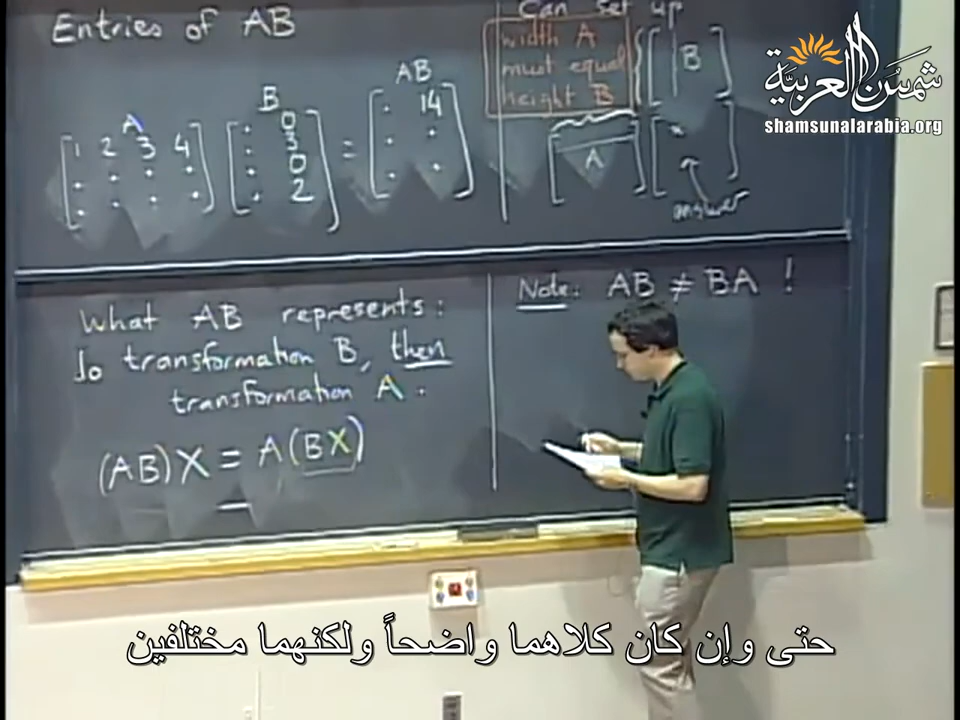 Entries of AB
A
B
AB
1 2 3 4
0
3
0
2
=
14
Can set up
width A
must equal
height B
B
A
answer
What AB represents:
do transformation B, then
transformation A.
(AB)X = A(BX)
Note: AB ≠ BA !
شمس العربية
shamsunalarabia.org
حتى وإن كان كلاهما واضحاً ولكنهما مختلفين